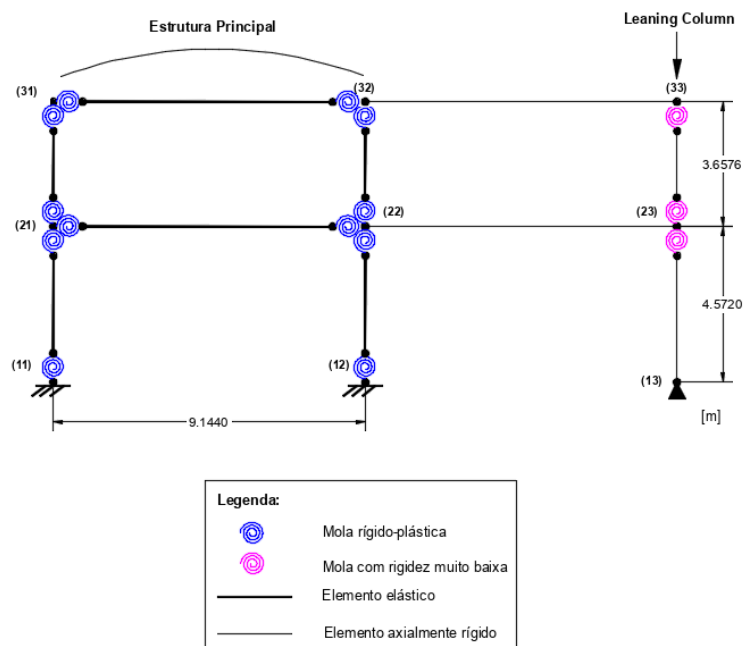 Estrutura Principal
Leaning Column
(31)
(32)
(33)
3.6576
(21)
(22)
(23)
4.5720
(11)
(12)
(13)
9.1440
[m]
Legenda:
Mola rígido-plástica
Mola com rigidez muito baixa
Elemento elástico
Elemento axialmente rígido